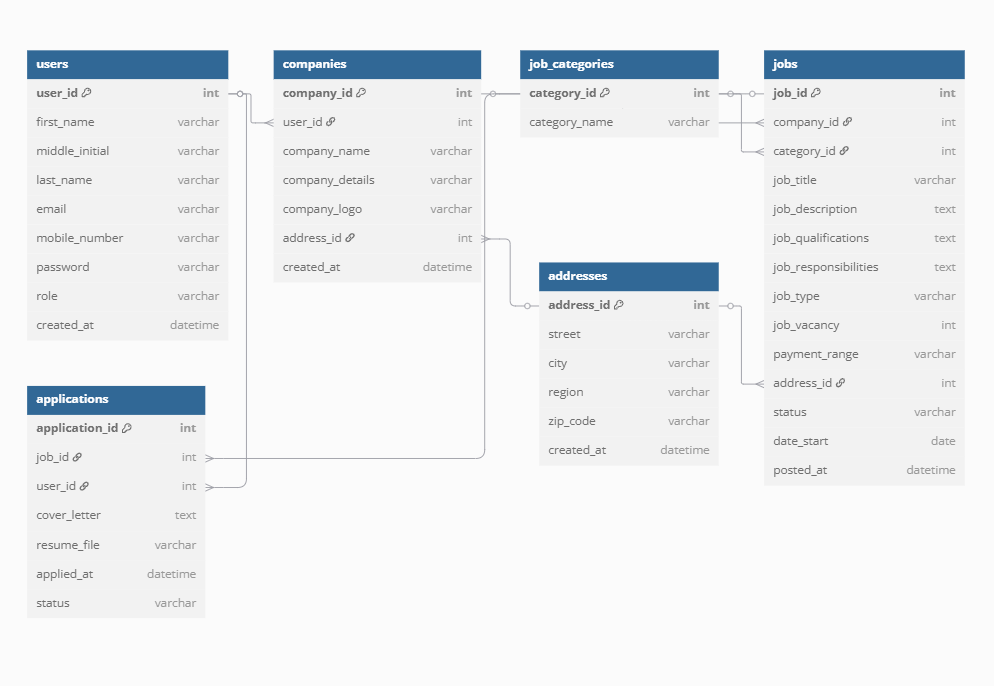 users
user_id int
first_name varchar
middle_initial varchar
last_name varchar
email varchar
mobile_number varchar
password varchar
role varchar
created_at datetime
companies
company_id int
user_id int
company_name varchar
company_details varchar
company_logo varchar
address_id int
created_at datetime
job_categories
category_id int
category_name varchar
jobs
job_id int
company_id int
category_id int
job_title varchar
job_description text
job_qualifications text
job_responsibilities text
job_type varchar
job_vacancy int
payment_range varchar
address_id int
status varchar
date_start date
posted_at datetime
addresses
address_id int
street varchar
city varchar
region varchar
zip_code varchar
created_at datetime
applications
application_id int
job_id int
user_id int
cover_letter text
resume_file varchar
applied_at datetime
status varchar